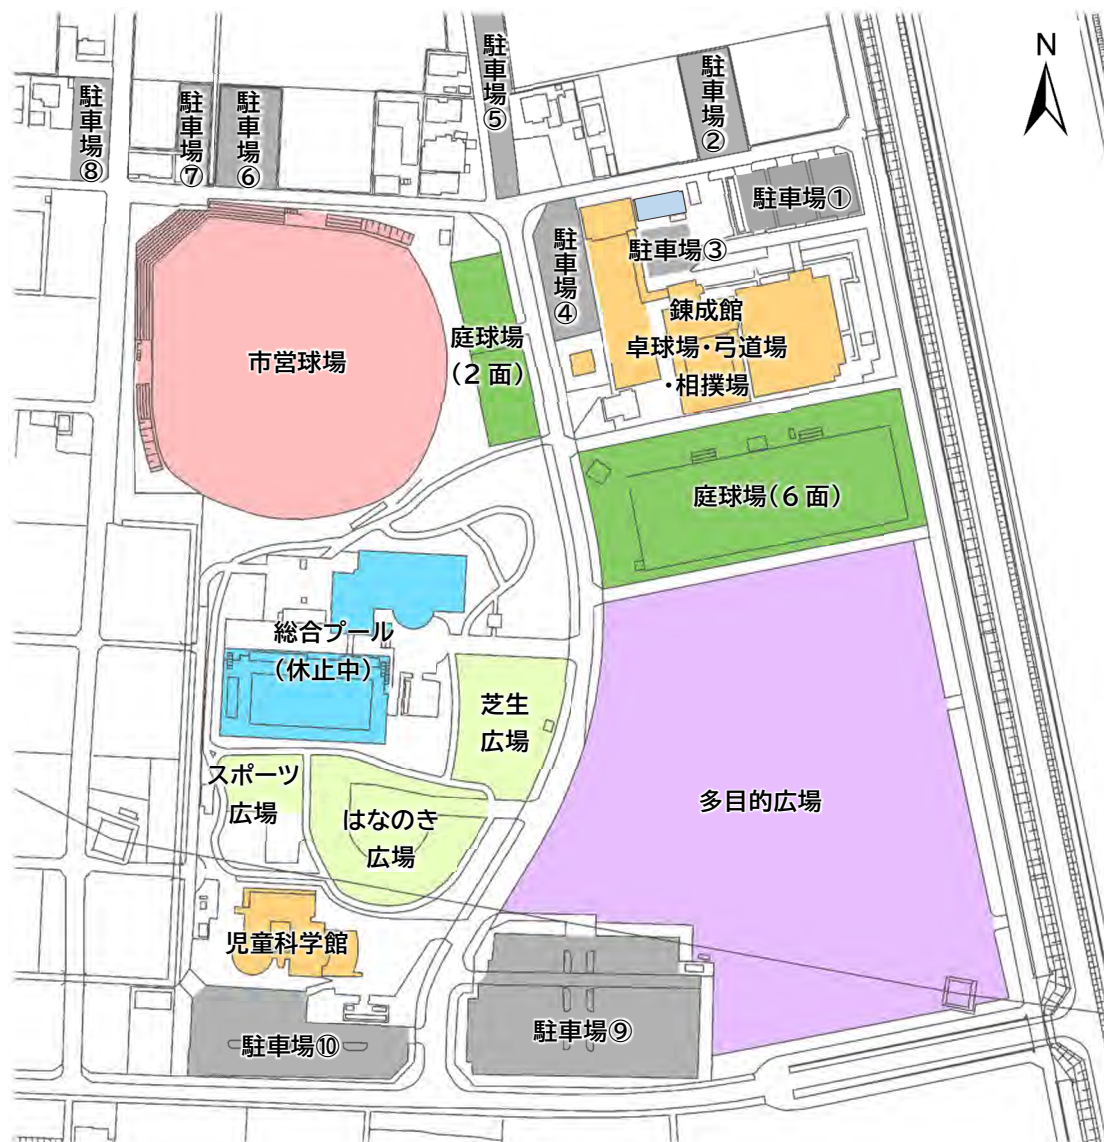 N
駐車場⑤
駐車場②
駐車場⑧
駐車場⑦
駐車場⑥
駐車場①
駐車場④
駐車場③
錬成館
卓球場・弓道場
・相撲場
庭球場
（2 面）
市営球場
庭球場（6 面）
総合プール
（休止中）
芝生
広場
スポーツ
広場
はなのき
広場
多目的広場
児童科学館
駐車場⑨
駐車場⑩